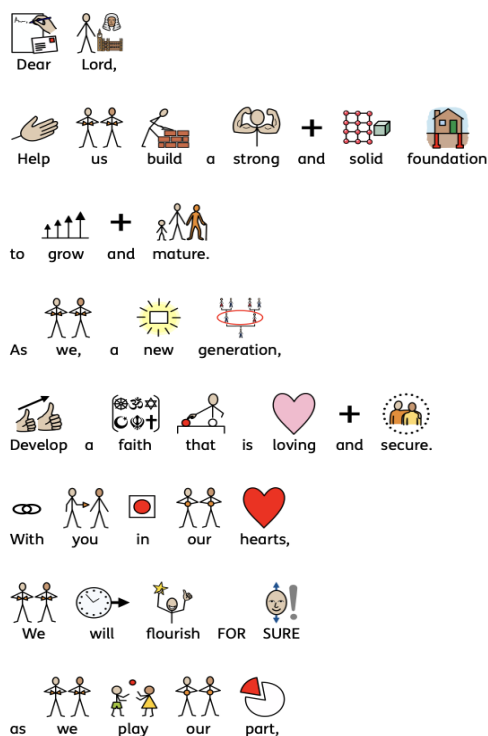 Dear Lord,
Help us build a strong and solid foundation
to grow and mature.
As we, a new generation,
Develop a faith that is loving and secure.
With you in our hearts,
We will flourish FOR SURE
as we play our part,